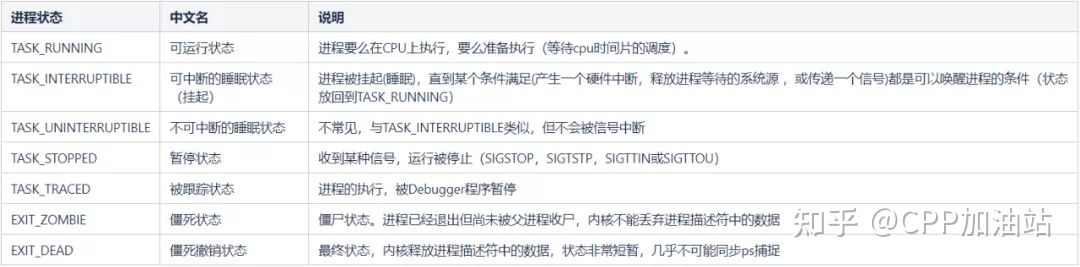 进程状态 中文名 说明
TASK_RUNNING 可运行状态 进程要么在CPU上执行，要么准备执行（等待cpu时间片的调度）。
TASK_INTERRUPTIBLE 可中断的睡眠状态 进程被挂起(睡眠)，直到某个条件满足(产生一个硬件中断，释放进程等待的系统源 ，或传递一个信号)都是可以唤醒进程的条件（状态
（挂起） 放回到TASK_RUNNING）
TASK_UNINTERRUPTIBLE 不可中断的睡眠状态 不常见，与TASK_INTERRUPTIBLE类似，但不会被信号中断
TASK_STOPPED 暂停状态 收到某种信号，运行被停止（SIGSTOP，SIGTSTP，SIGTTIN或SIGTTOU）
TASK_TRACED 被跟踪状态 进程的执行，被Debugger程序暂停
EXIT_ZOMBIE 僵死状态 僵尸状态。进程已经退出但尚未被父进程收尸，内核不能丢弃进程描述符中的数据
EXIT_DEAD 僵死撤销状态 最终状态，内核释放进程描述符中的数据，状态非常短暂，几乎不可能同步ps捕捉
知乎 @CPP加油站